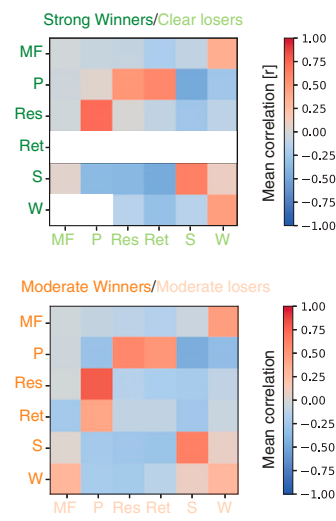 Strong Winners/Clear losers
MF
P
Res
Ret
S
W
MF P Res Ret S W
1.00
0.75
0.50
0.25
0.00
−0.25
−0.50
−0.75
−1.00
Mean correlation [r]
Moderate Winners/Moderate losers
MF
P
Res
Ret
S
W
MF P Res Ret S W
1.00
0.75
0.50
0.25
0.00
−0.25
−0.50
−0.75
−1.00
Mean correlation